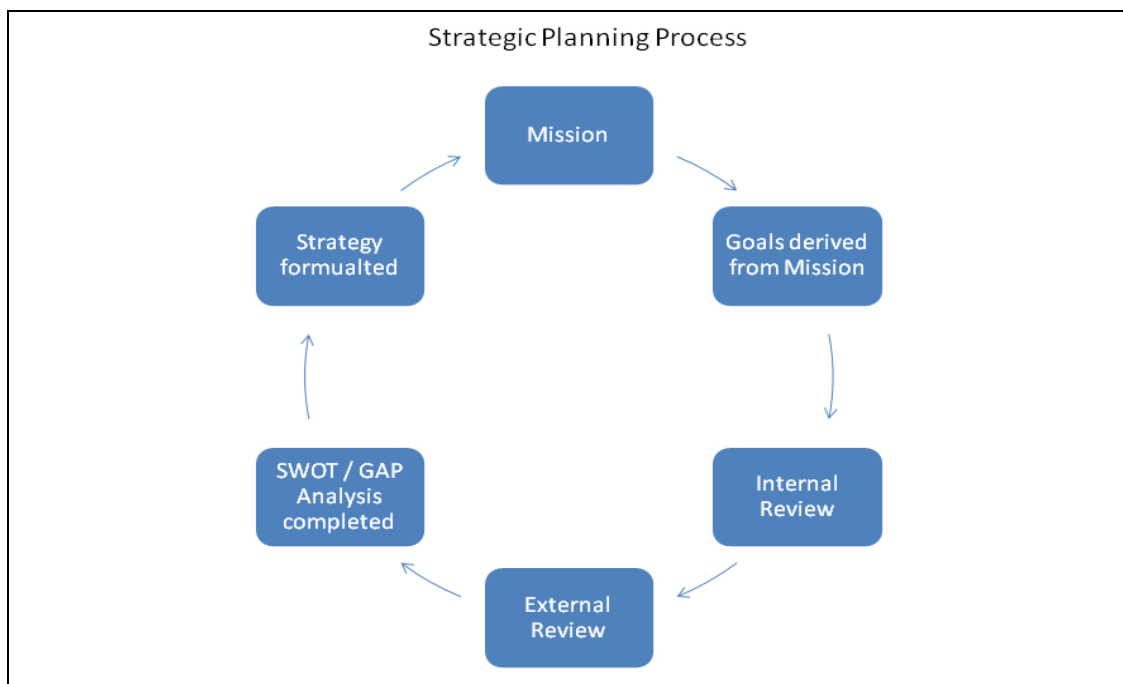 Strategic Planning Process
Mission
Goals derived
from Mission
Internal
Review
External
Review
SWOT / GAP
Analysis
completed
Strategy
formualted